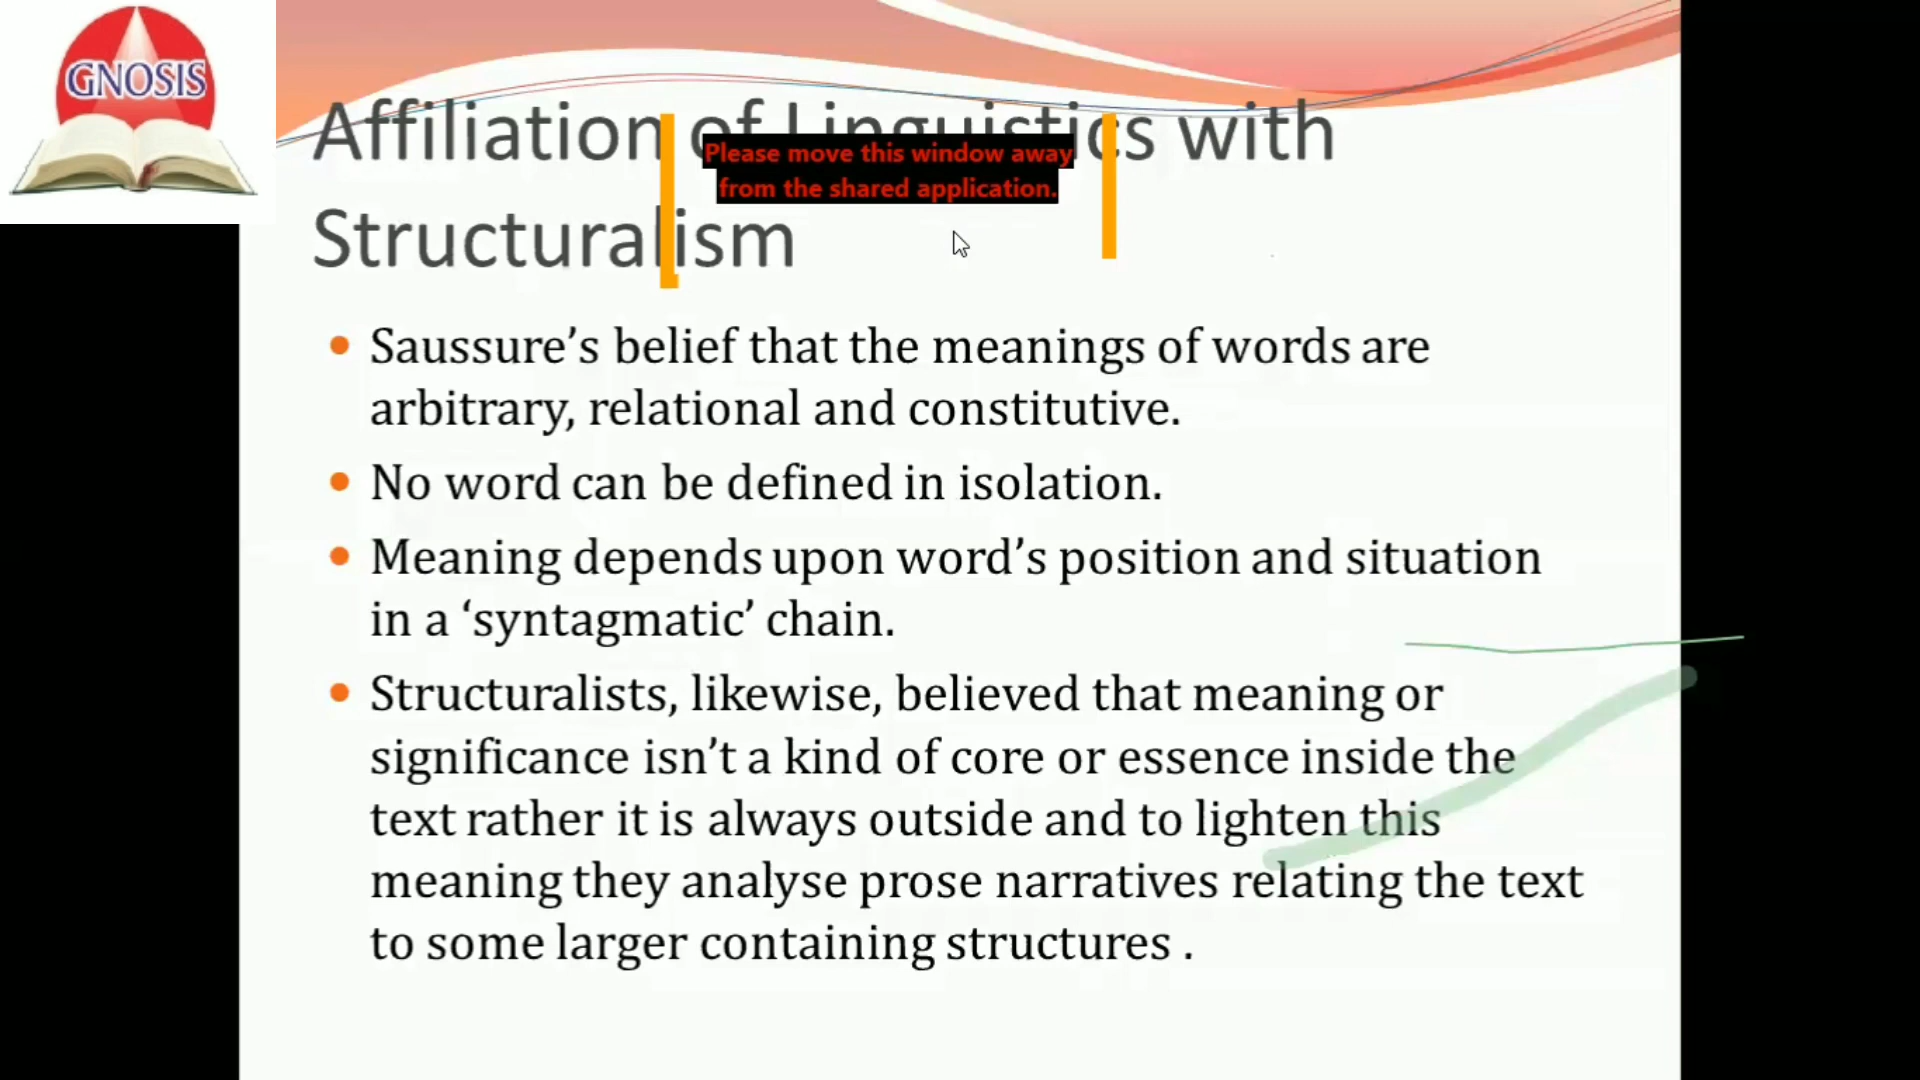 GNOSIS
Affiliation of Linguistics with
Please move this window away
from the shared application.
Structuralism
• Saussure’s belief that the meanings of words are
arbitrary, relational and constitutive.
• No word can be defined in isolation.
• Meaning depends upon word’s position and situation
in a ‘syntagmatic’ chain.
• Structuralists, likewise, believed that meaning or
significance isn’t a kind of core or essence inside the
text rather it is always outside and to lighten this
meaning they analyse prose narratives relating the text
to some larger containing structures .